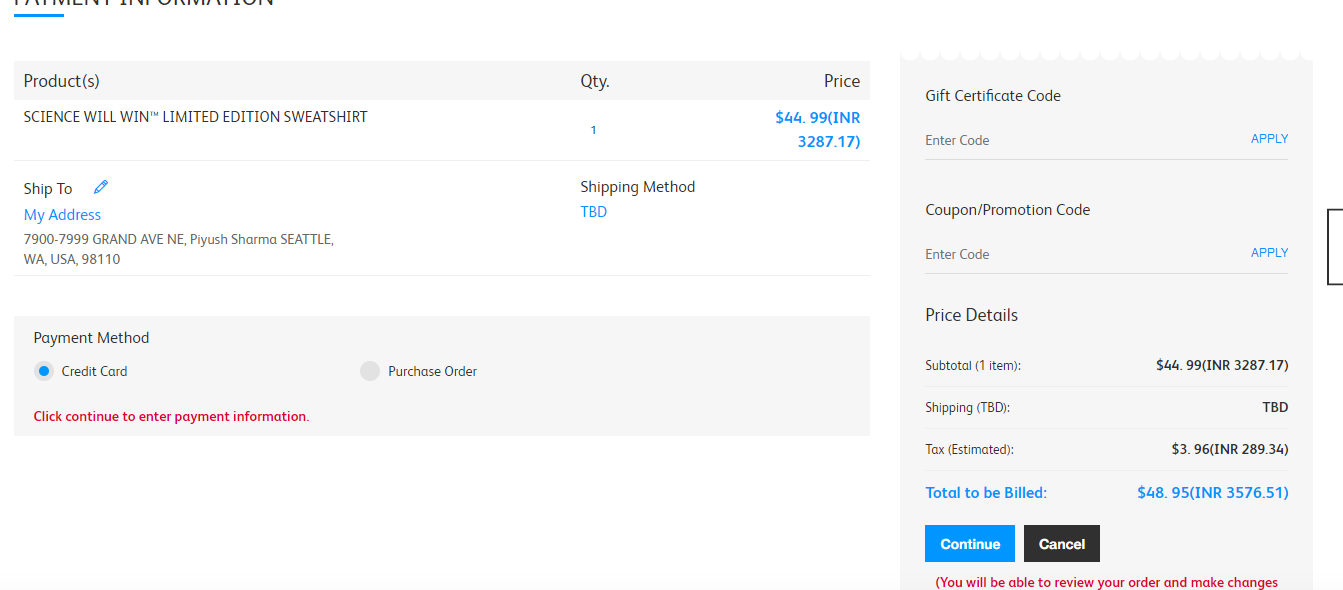 PAYMENT INFORMATION
Product(s) Qty. Price
SCIENCE WILL WIN™ LIMITED EDITION SWEATSHIRT
1
$44. 99(INR
3287.17)
Ship To
My Address
7900-7999 GRAND AVE NE, Piyush Sharma SEATTLE,
WA, USA, 98110
Shipping Method
TBD
Payment Method
Credit Card Purchase Order
Click continue to enter payment information.
Gift Certificate Code
Enter Code APPLY
Coupon/Promotion Code
Enter Code APPLY
Price Details
Subtotal (1 item): $44. 99(INR 3287.17)
Shipping (TBD): TBD
Tax (Estimated): $3. 96(INR 289.34)
Total to be Billed: $48. 95(INR 3576.51)
Continue Cancel
(You will be able to review your order and make changes